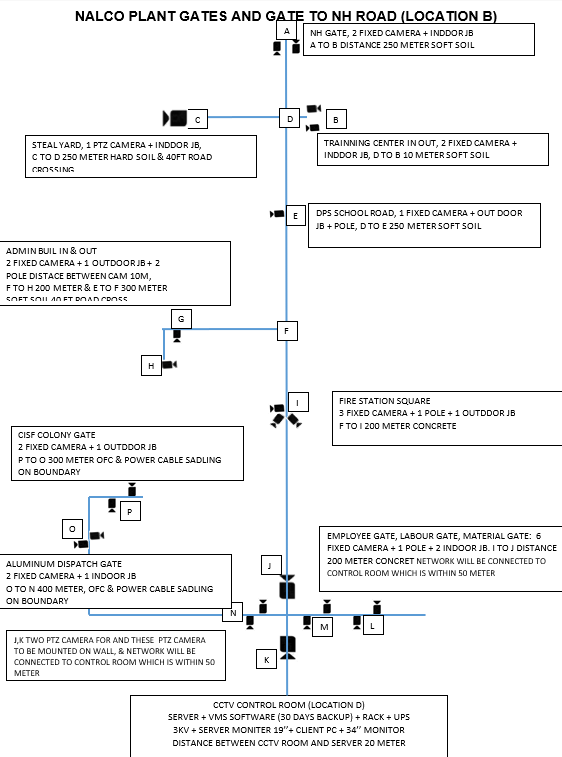 NALCO PLANT GATES AND GATE TO NH ROAD (LOCATION B)
A
NH GATE, 2 FIXED CAMERA + INDDOR JB
A TO B DISTANCE 250 METER SOFT SOIL
C
D
B
STEAL YARD, 1 PTZ CAMERA + INDDOR JB,
C TO D 250 METER HARD SOIL & 40FT ROAD
CROSSING
TRAINNING CENTER IN OUT, 2 FIXED CAMERA +
INDDOR JB, D TO B 10 METER SOFT SOIL
E
DPS SCHOOL ROAD, 1 FIXED CAMERA + OUT DOOR
JB + POLE, D TO E 250 METER SOFT SOIL
ADMIN BUIL IN & OUT
2 FIXED CAMERA + 1 OUTDOOR JB + 2
POLE DISTACE BETWEEN CAM 10M,
F TO H 200 METER & E TO F 300 METER
SOFT SOIL 40 FT ROAD CROSS
G
F
H
I
FIRE STATION SQUARE
3 FIXED CAMERA + 1 POLE + 1 OUTDDOR JB
F TO I 200 METER CONCRETE
CISF COLONY GATE
2 FIXED CAMERA + 1 OUTDDOR JB
P TO O 300 METER OFC & POWER CABLE SADLING
ON BOUNDARY
P
O
EMPLOYEE GATE, LABOUR GATE, MATERIAL GATE: 6
FIXED CAMERA + 1 POLE + 2 INDOOR JB. I TO J DISTANCE
200 METER CONCRET NETWORK WILL BE CONNECTED TO
CONTROL ROOM WHICH IS WITHIN 50 METER
J
ALUMINUM DISPATCH GATE
2 FIXED CAMERA + 1 INDOOR JB
O TO N 400 METER, OFC & POWER CABLE SADLING
ON BOUNDARY
N
M
L
J,K TWO PTZ CAMERA FOR AND THESE PTZ CAMERA
TO BE MOUNTED ON WALL, & NETWORK WILL BE
CONNECTED TO CONTROL ROOM WHICH IS WITHIN 50
METER
K
CCTV CONTROL ROOM (LOCATION D)
SERVER + VMS SOFTWARE (30 DAYS BACKUP) + RACK + UPS
3KV + SERVER MONITER 19’’+ CLIENT PC + 34’’ MONITOR
DISTANCE BETWEEN CCTV ROOM AND SERVER 20 METER